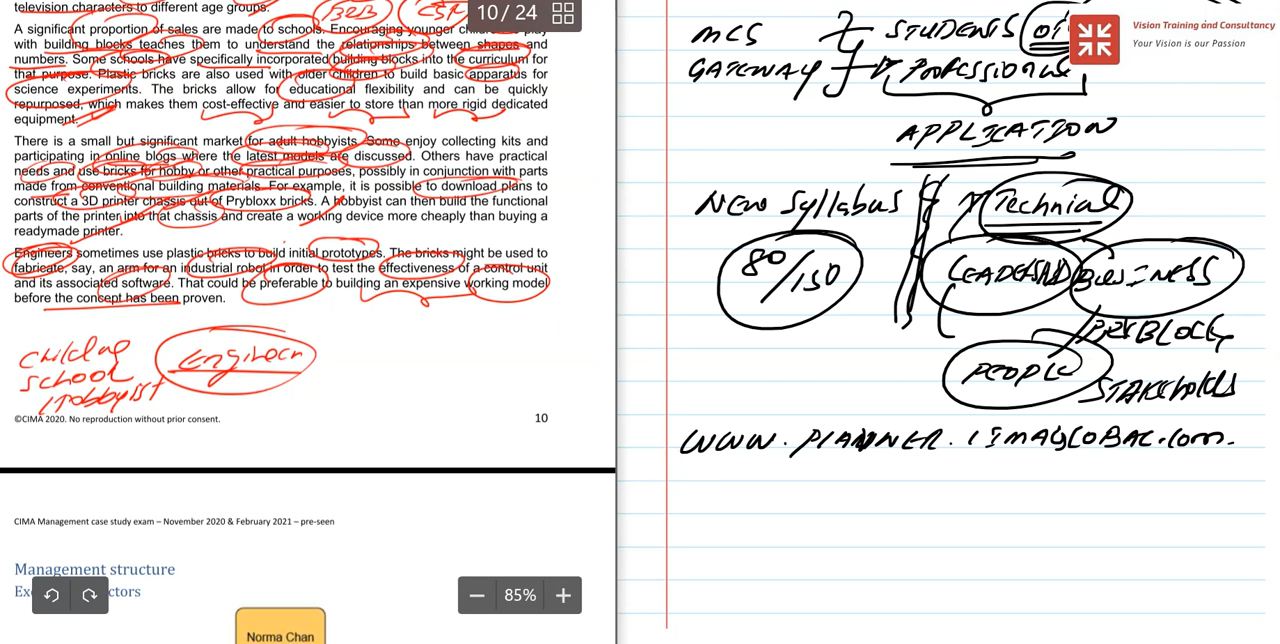 television characters to different age groups.
A significant proportion of sales are made to schools. Encouraging younger children to play
with building blocks teaches them to understand the relationships between shapes and
numbers. Some schools have specifically incorporated building blocks into the curriculum for
that purpose. Plastic bricks are also used with older children to build basic apparatus for
science experiments. The bricks allow for educational flexibility and can be quickly
repurposed, which makes them cost-effective and easier to store than more rigid dedicated
equipment.
There is a small but significant market for adult hobbyists. Some enjoy collecting kits and
participating in online blogs where the latest models are discussed. Others have practical
needs and use bricks for hobby or other practical purposes, possibly in conjunction with parts
made from conventional building materials. For example, it is possible to download plans to
construct a 3D printer chassis out of Prybloxx bricks. A hobbyist can then build the functional
parts of the printer into that chassis and create a working device more cheaply than buying a
readymade printer.
Engineers sometimes use plastic bricks to build initial prototypes. The bricks might be used to
fabricate, say, an arm for an industrial robot in order to test the effectiveness of a control unit
and its associated software. That could be preferable to building an expensive working model
before the concept has been proven.
school
Hobbyist
Engineer
©CIMA 2020. No reproduction without prior consent.
10
CIMA Management case study exam – November 2020 & February 2021 – pre-seen
Management structure
Norma Chan
B2B
10 / 24
85%
MCS
STUDENTS
GATEWAY
PROFESSIONALS
APPLICATION
New Syllabus
Technical
80/150
BUSINESS
PEOPLE
WWW.PLANNER.CIMAGLOBAL.com.
Vision Training and Consultancy
Your Vision is our Passion